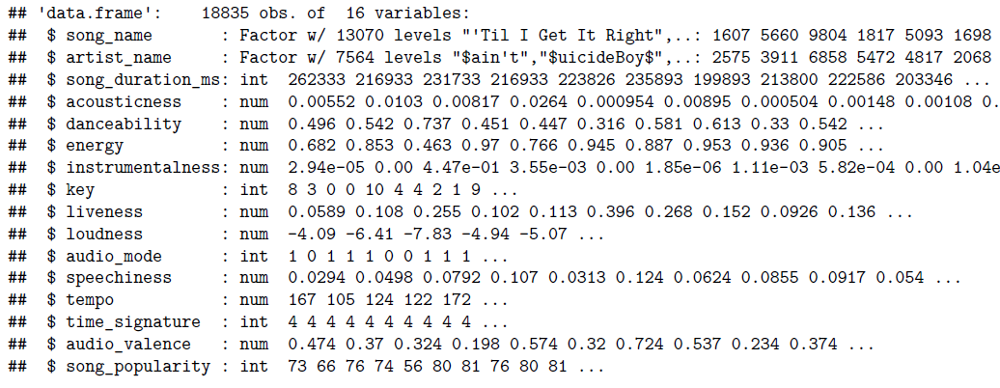 ## 'data.frame':    18835 obs. of  16 variables:
##  $ song_name       : Factor w/ 13070 levels "'Til I Get It Right",..: 1607 5660 9804 1817 5093 1698
##  $ artist_name     : Factor w/ 7564 levels "$ain't","$uicideBoy$",..: 2575 3911 6858 5472 4817 2068
##  $ song_duration_ms: int  262333 216933 231733 216933 223826 235893 199893 213800 222586 203346 ...
##  $ acousticness    : num  0.00552 0.0103 0.00817 0.0264 0.000954 0.00895 0.000504 0.00148 0.00108 0.
##  $ danceability    : num  0.496 0.542 0.737 0.451 0.447 0.316 0.581 0.613 0.33 0.542 ...
##  $ energy          : num  0.682 0.853 0.463 0.97 0.766 0.945 0.887 0.953 0.936 0.905 ...
##  $ instrumentalness: num  2.94e-05 0.00 4.47e-01 3.55e-03 0.00 1.85e-06 1.11e-03 5.82e-04 0.00 1.04e
##  $ key             : int  8 3 0 0 10 4 4 2 1 9 ...
##  $ liveness        : num  0.0589 0.108 0.255 0.102 0.113 0.396 0.268 0.152 0.0926 0.136 ...
##  $ loudness        : num  -4.09 -6.41 -7.83 -4.94 -5.07 ...
##  $ audio_mode      : int  1 0 1 1 1 0 0 1 1 1 ...
##  $ speechiness     : num  0.0294 0.0498 0.0792 0.107 0.0313 0.124 0.0624 0.0855 0.0917 0.054 ...
##  $ tempo           : num  167 105 124 122 172 ...
##  $ time_signature  : int  4 4 4 4 4 4 4 4 4 4 ...
##  $ audio_valence   : num  0.474 0.37 0.324 0.198 0.574 0.32 0.724 0.537 0.234 0.374 ...
##  $ song_popularity : int  73 66 76 74 56 80 81 76 80 81 ...